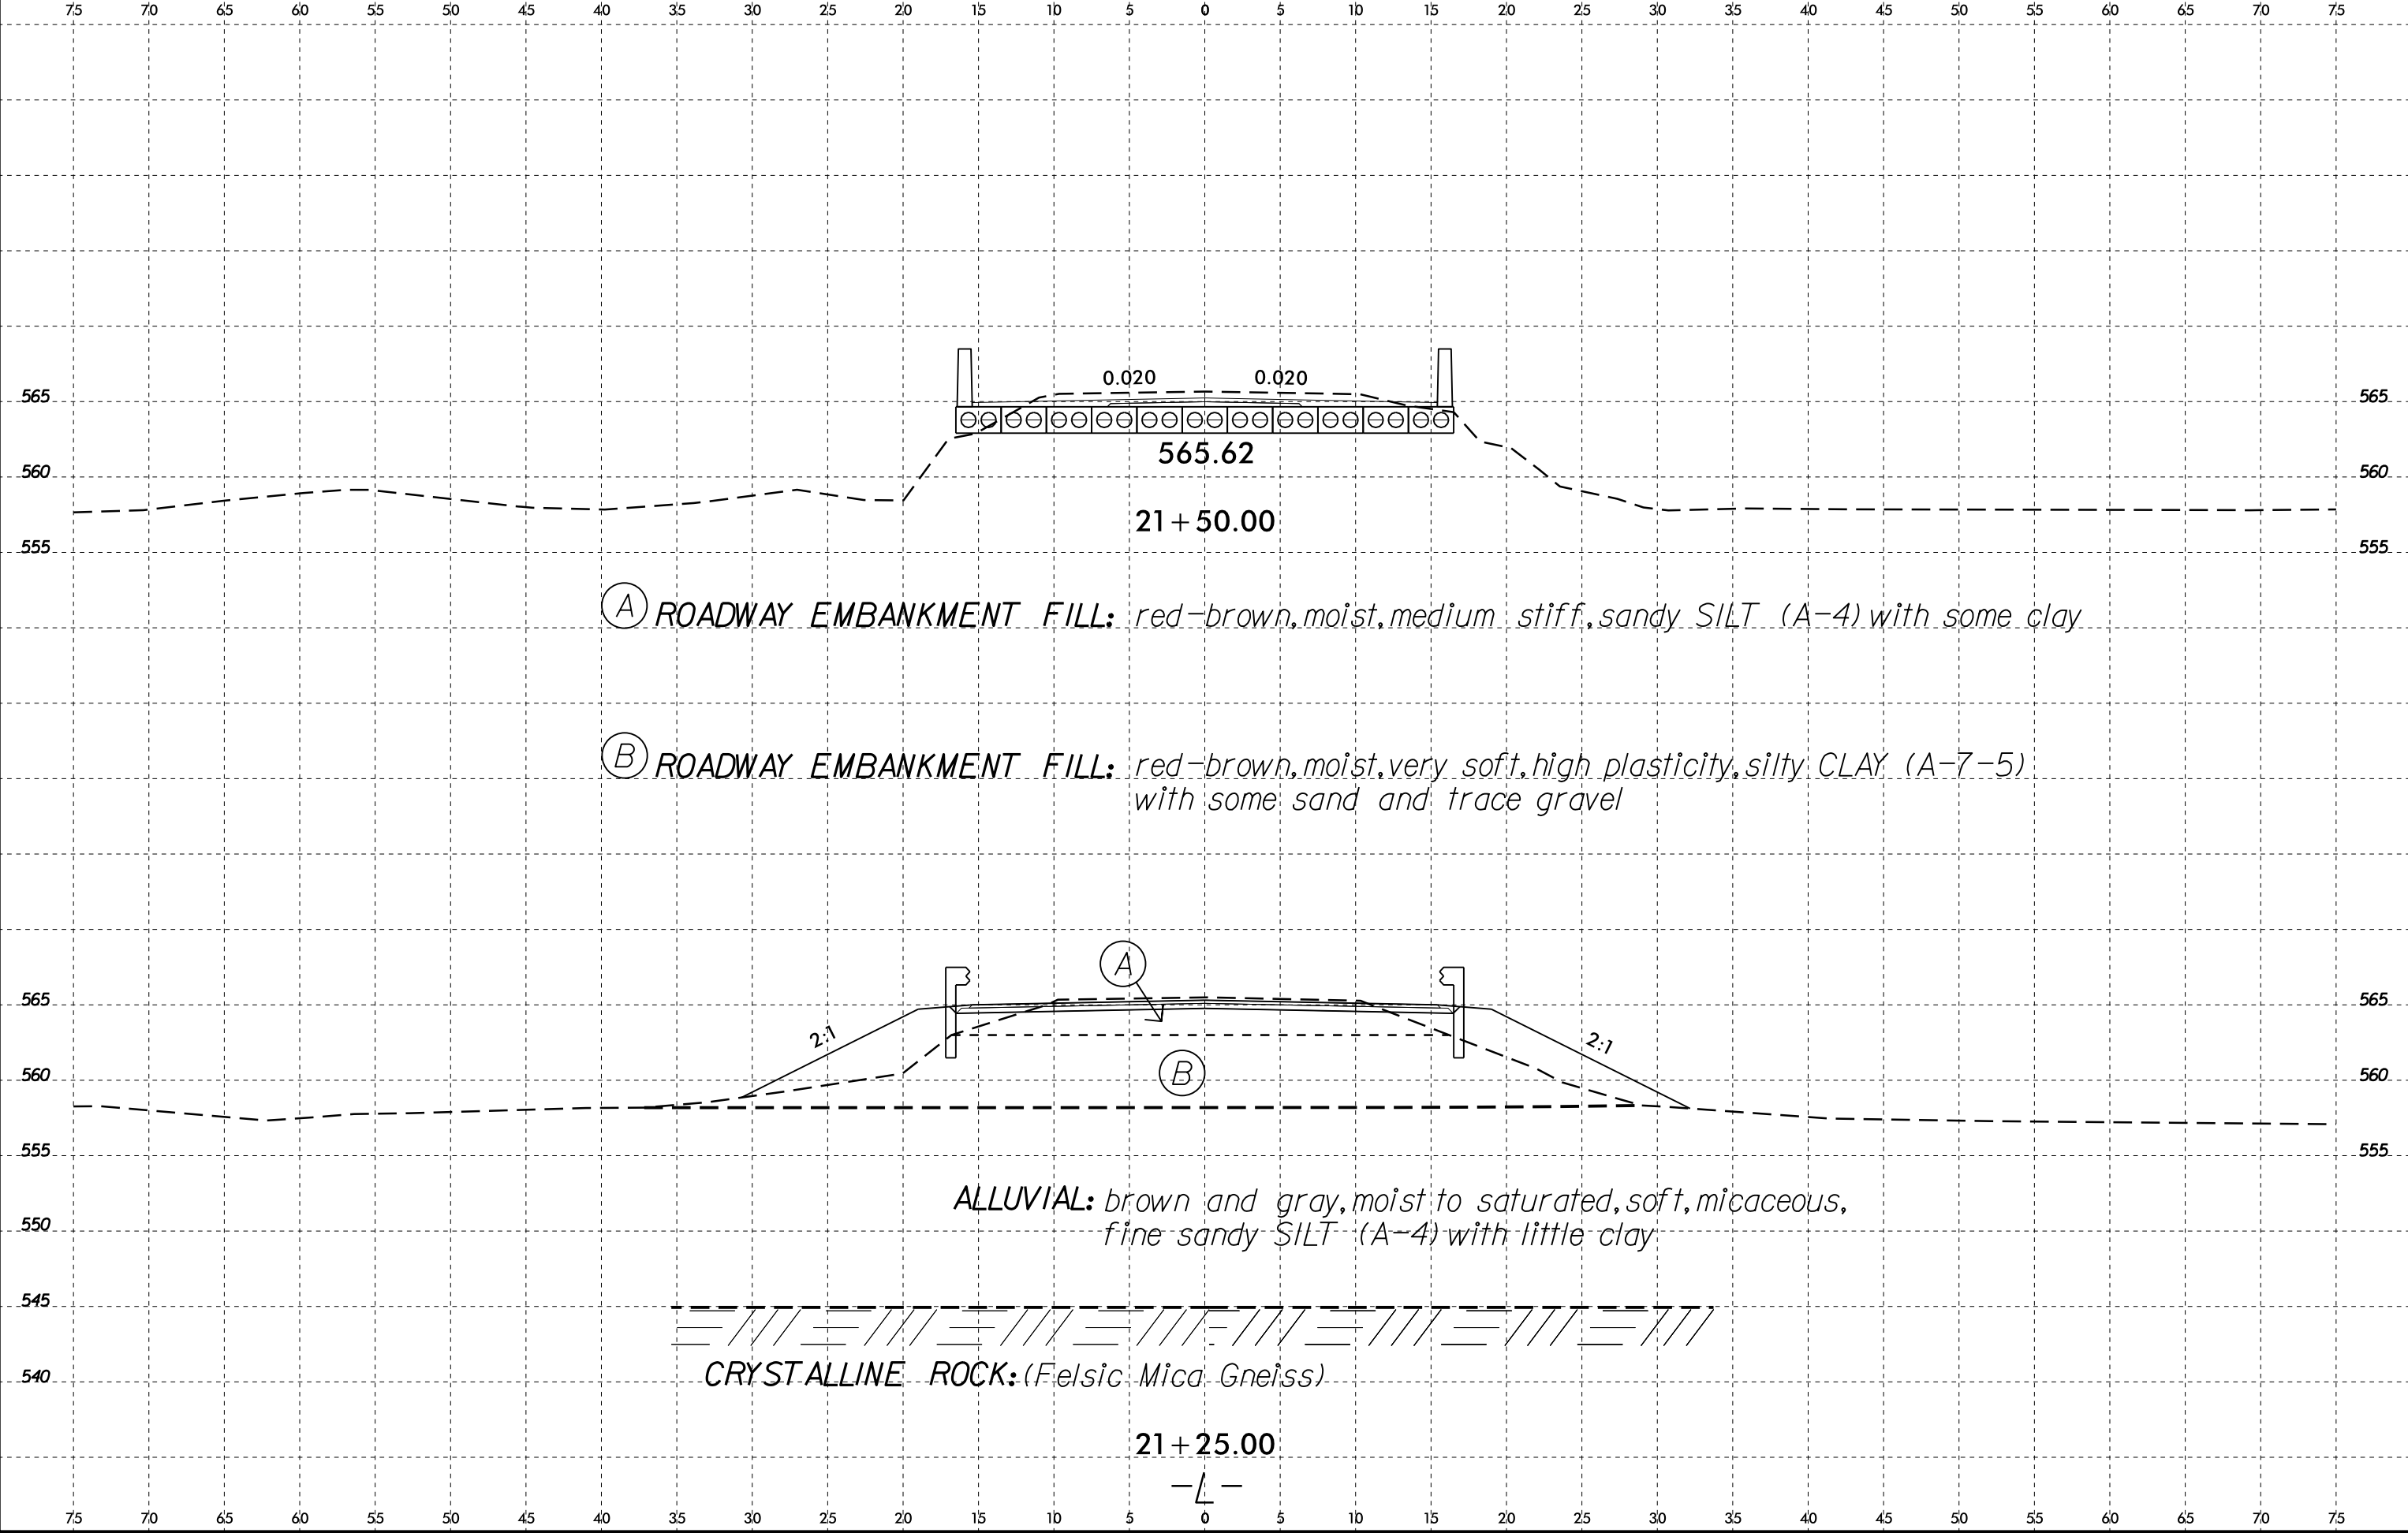 75 70 65 60 55 50 45 40 35 30 25 20 15 10 5 0 5 10 15 20 25 30 35 40 45 50 55 60 65 70 75
0.020 0.020
565 565
565.62
560 560
21+50.00
555 555
A ROADWAY EMBANKMENT FILL: red-brown, moist, medium stiff, sandy SILT (A-4) with some clay
B ROADWAY EMBANKMENT FILL: red-brown, moist, very soft, high plasticity, silty CLAY (A-7-5)
with some sand and trace gravel
A
565 565
2:1 2:1
B
560 560
555 555
ALLUVIAL: brown and gray, moist to saturated, soft, micaceous,
550 550
fine sandy SILT (A-4) with little clay
545 545
CRYSTALLINE ROCK: (Felsic Mica Gneiss)
540 540
21+25.00
-L-
75 70 65 60 55 50 45 40 35 30 25 20 15 10 5 0 5 10 15 20 25 30 35 40 45 50 55 60 65 70 75